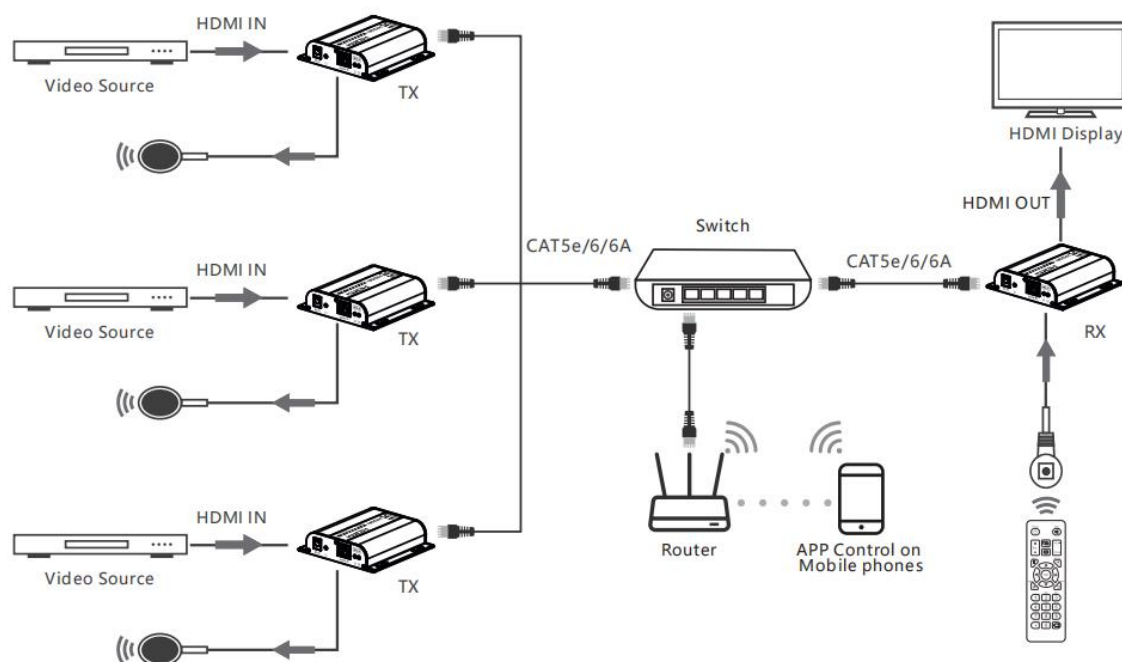 HDMI IN
Video Source
TX
HDMI Display
HDMI OUT
Switch
CAT5e/6/6A
CAT5e/6/6A
HDMI IN
Video Source
TX
RX
HDMI IN
Video Source
TX
Router
APP Control on
Mobile phones